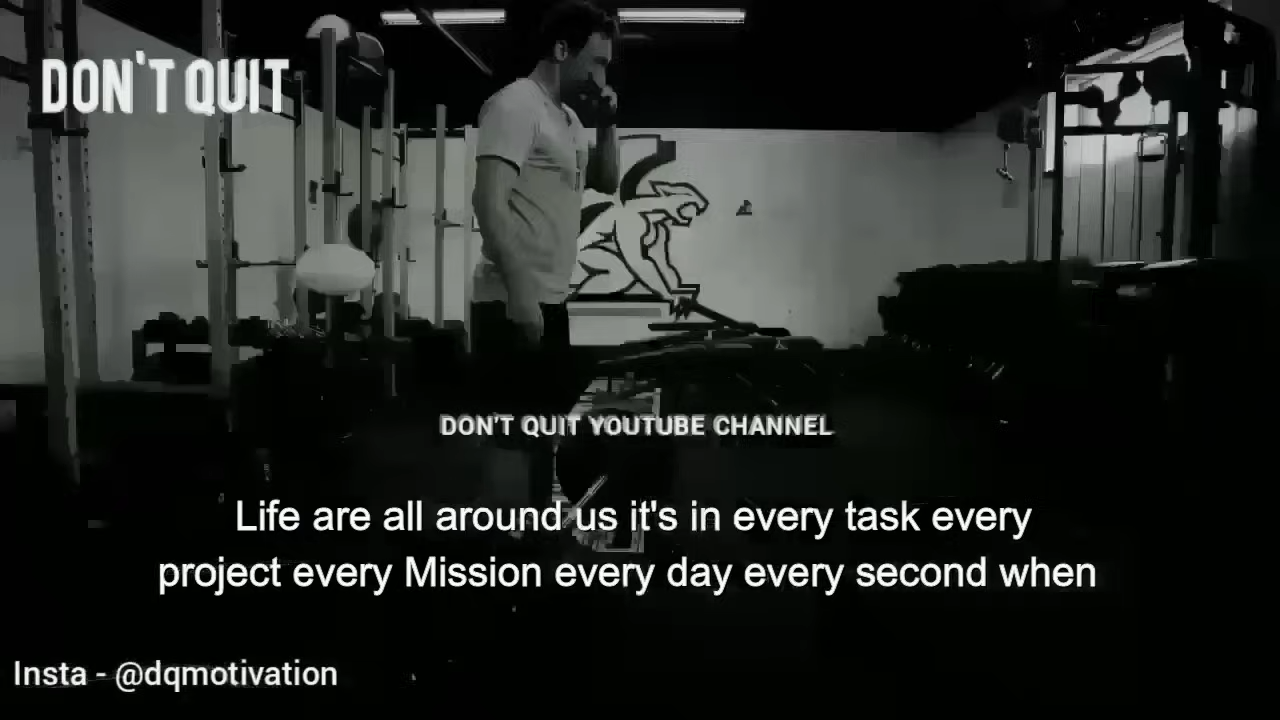 DON'T QUIT
DON'T QUIT YOUTUBE CHANNEL
Life are all around us it's in every task every
project every Mission every day every second when
Insta - @dqmotivation